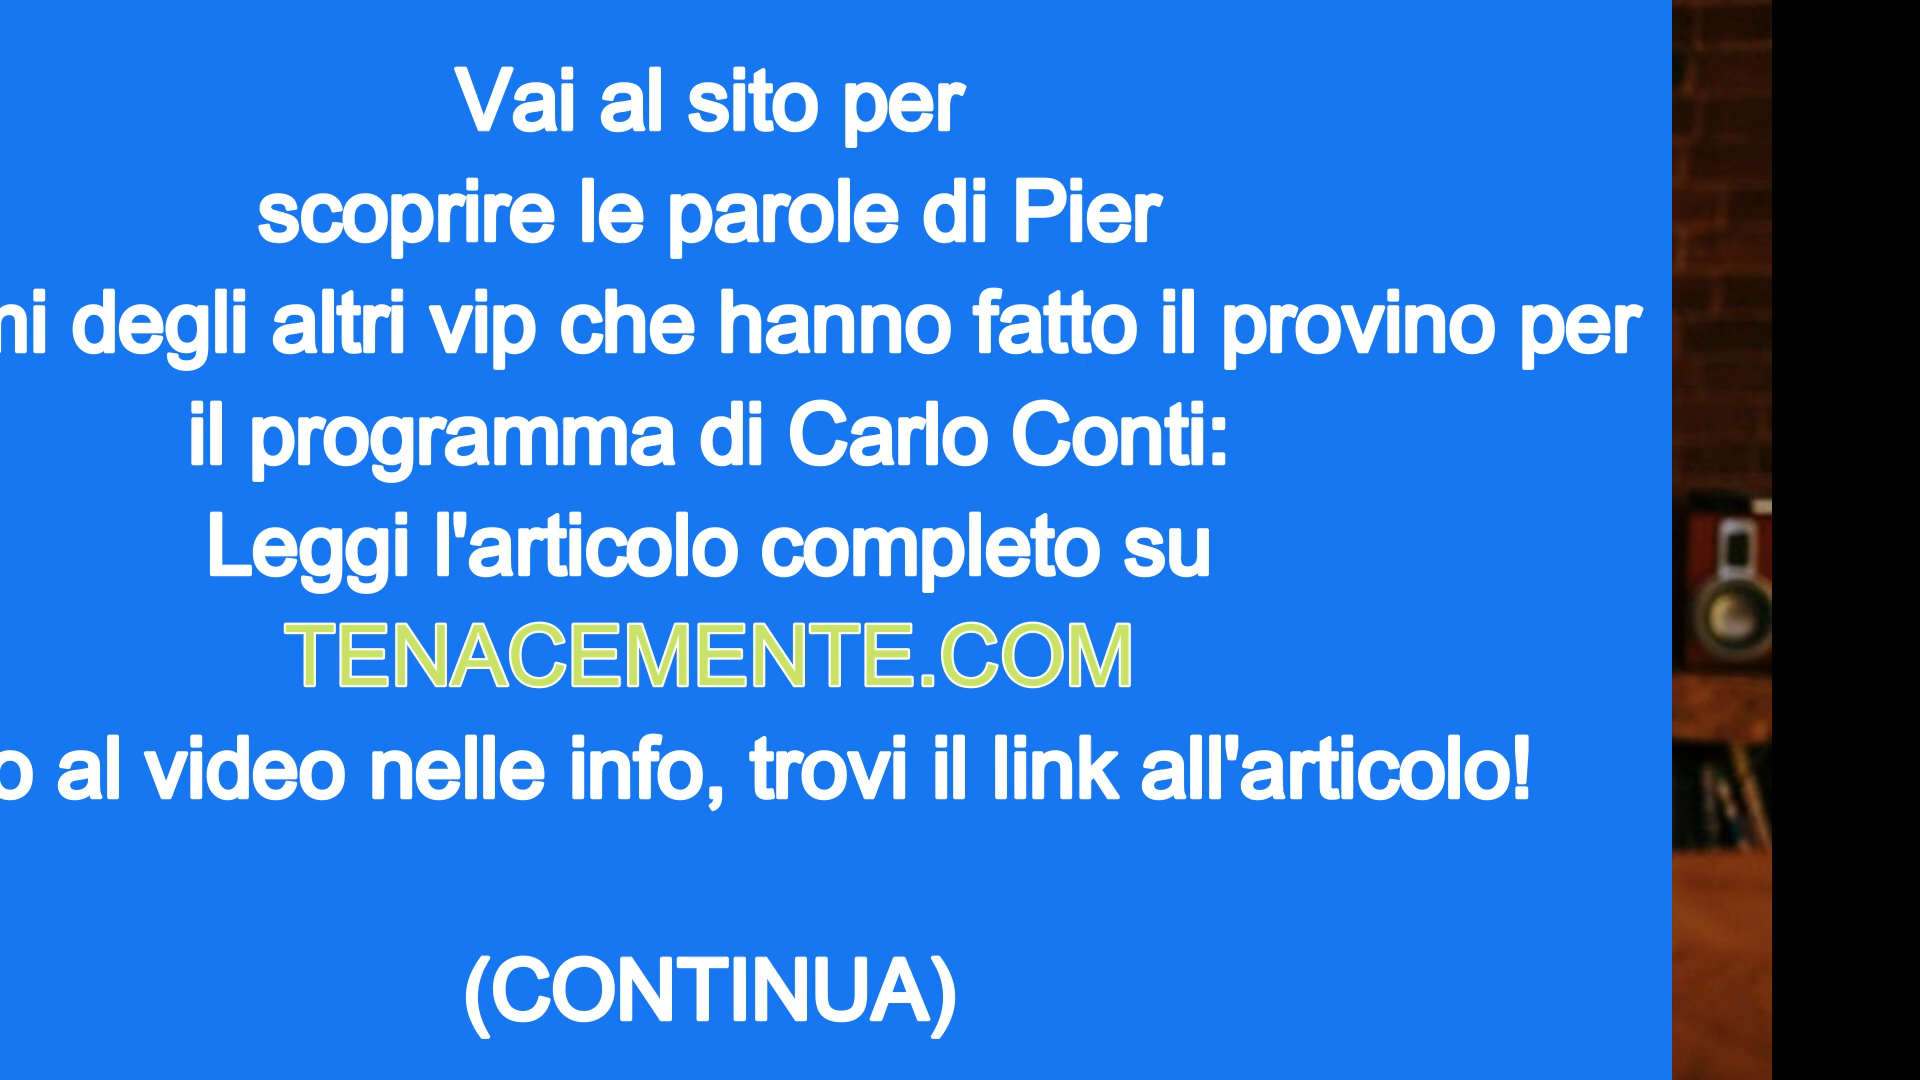 Vai al sito per
scoprire le parole di Pier
degli altri vip che hanno fatto il provino per
il programma di Carlo Conti:
Leggi l'articolo completo su
TENACEMENTE.COM
al video nelle info, trovi il link all'articolo!
(CONTINUA)